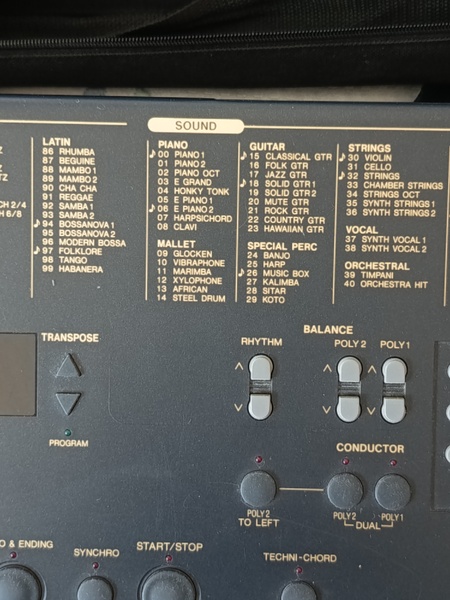 SOUND
LATIN
86 RHUMBA
87 BEGUINE
88 MAMBO 1
89 MAMBO 2
90 CHA CHA
91 REGGAE
92 SAMBA 1
93 SAMBA 2
94 BOSSANOVA 1
95 BOSSANOVA 2
96 MODERN BOSSA
97 FOLKLORE
98 TANGO
99 HABANERA
CH 2/4
H 6/8
PIANO
00 PIANO 1
01 PIANO 2
02 PIANO OCT
03 E GRAND
04 HONKY TONK
05 E PIANO 1
06 E PIANO 2
07 HARPSICHORD
08 CLAVI
MALLET
09 GLOCKEN
10 VIBRAPHONE
11 MARIMBA
12 XYLOPHONE
13 AFRICAN
14 STEEL DRUM
GUITAR
15 CLASSICAL GTR
16 FOLK GTR
17 JAZZ GTR
18 SOLID GTR 1
19 SOLID GTR 2
20 MUTE GTR
21 ROCK GTR
22 COUNTRY GTR
23 HAWAIIAN GTR
SPECIAL PERC
24 BANJO
25 HARP
26 MUSIC BOX
27 KALIMBA
28 SITAR
29 KOTO
STRINGS
30 VIOLIN
31 CELLO
32 STRINGS
33 CHAMBER STRINGS
34 STRINGS OCT
35 SYNTH STRINGS 1
36 SYNTH STRINGS 2
VOCAL
37 SYNTH VOCAL 1
38 SYNTH VOCAL 2
ORCHESTRAL
39 TIMPANI
40 ORCHESTRA HIT
TRANSPOSE
PROGRAM
BALANCE
RHYTHM
POLY 2
POLY 1
CONDUCTOR
POLY 2
TO LEFT
POLY 2
POLY 1
DUAL
& ENDING
SYNCHRO
START/STOP
TECHNI-CHORD